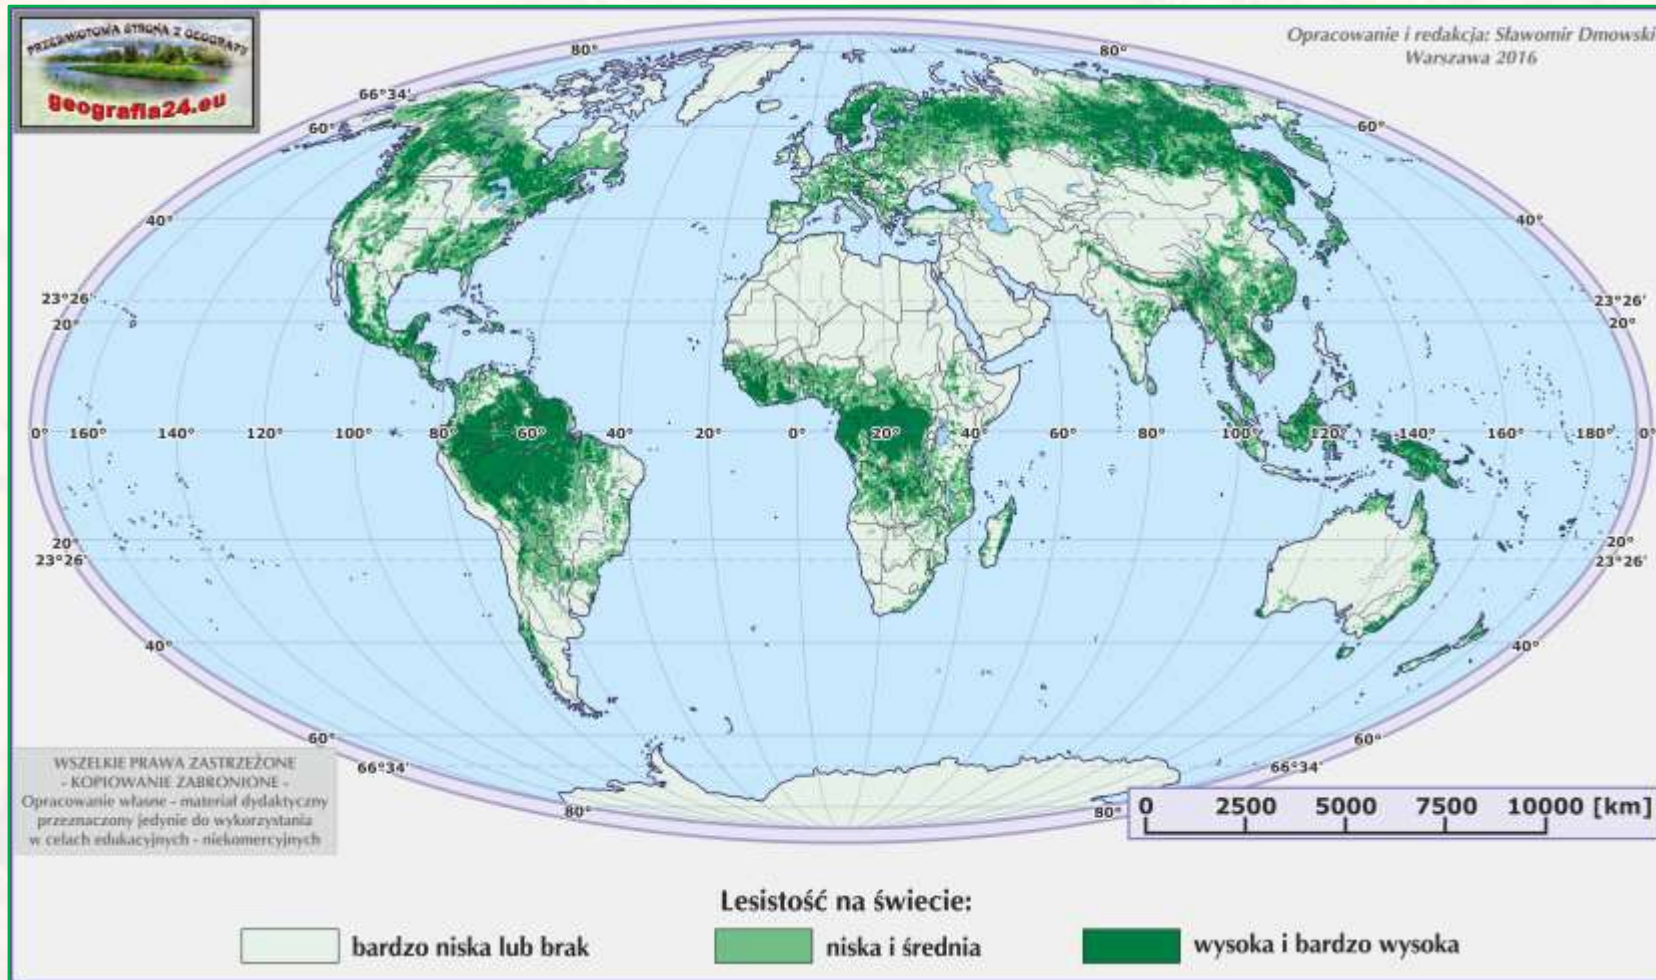 PRZEDMIOTOWA STRONA Z GEOGRAFII
geografia24.eu
Opracowanie i redakcja: Sławomir Dmowski
Warszawa 2016
80° 80°
66°34'
60° 60°
40° 40°
23°26' 23°26'
20° 20°
0° 160° 140° 120° 100° 80° 60° 40° 20° 0° 20° 40° 60° 80° 100° 120° 140° 160° 180° 0°
20° 20°
23°26' 23°26'
40° 40°
60° 60°
66°34' 66°34'
80° 80°
WSZELKIE PRAWA ZASTRZEŻONE
- KOPIOWANIE ZABRONIONE -
Opracowanie własne - materiał dydaktyczny
przeznaczony jedynie do wykorzystania
w celach edukacyjnych - niekomercyjnych
0 2500 5000 7500 10000 [km]
Lesistość na świecie:
bardzo niska lub brak
niska i średnia
wysoka i bardzo wysoka